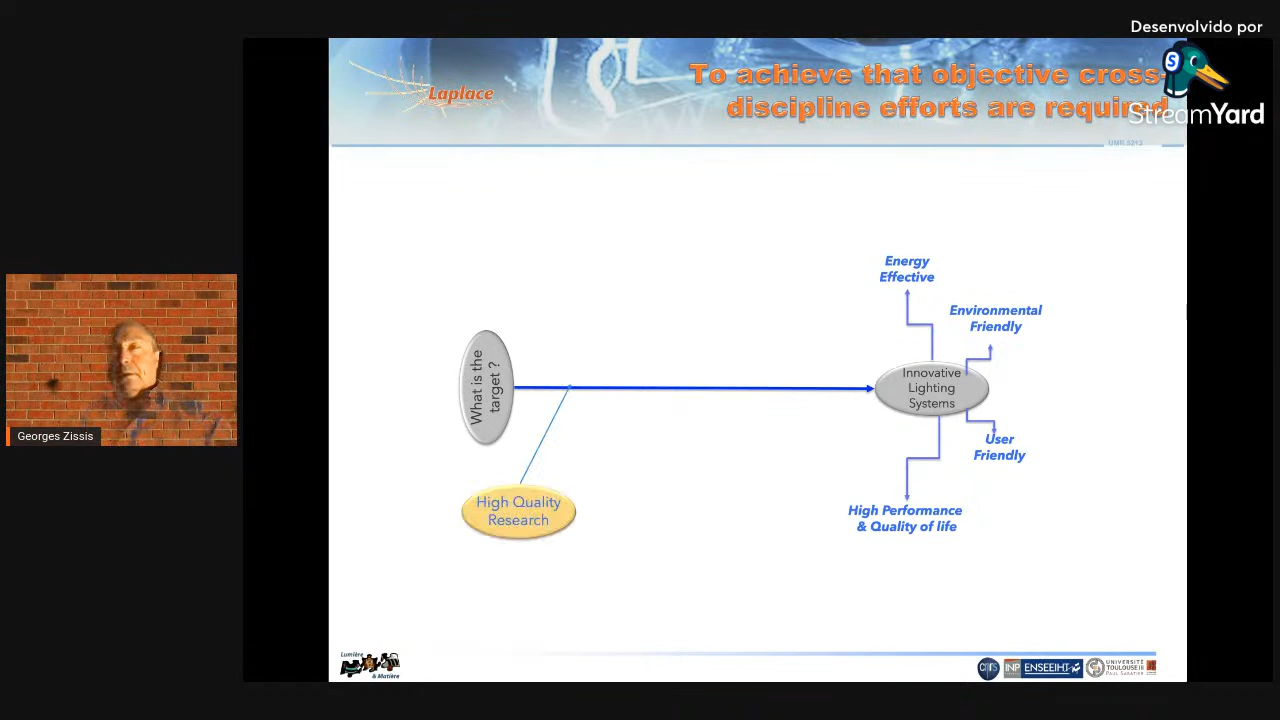 Desenvolvido por
StreamYard
Laplace
To achieve that objective cross-
discipline efforts are required
UMR 5213
Energy
Effective
Environmental
Friendly
What is the
target ?
Innovative
Lighting
Systems
User
Friendly
High Quality
Research
High Performance
& Quality of life
Georges Zissis
Lumière
& Matière
CNRS
INP
ENSEEIHT
UNIVERSITÉ
TOULOUSE III
PAUL SABATIER